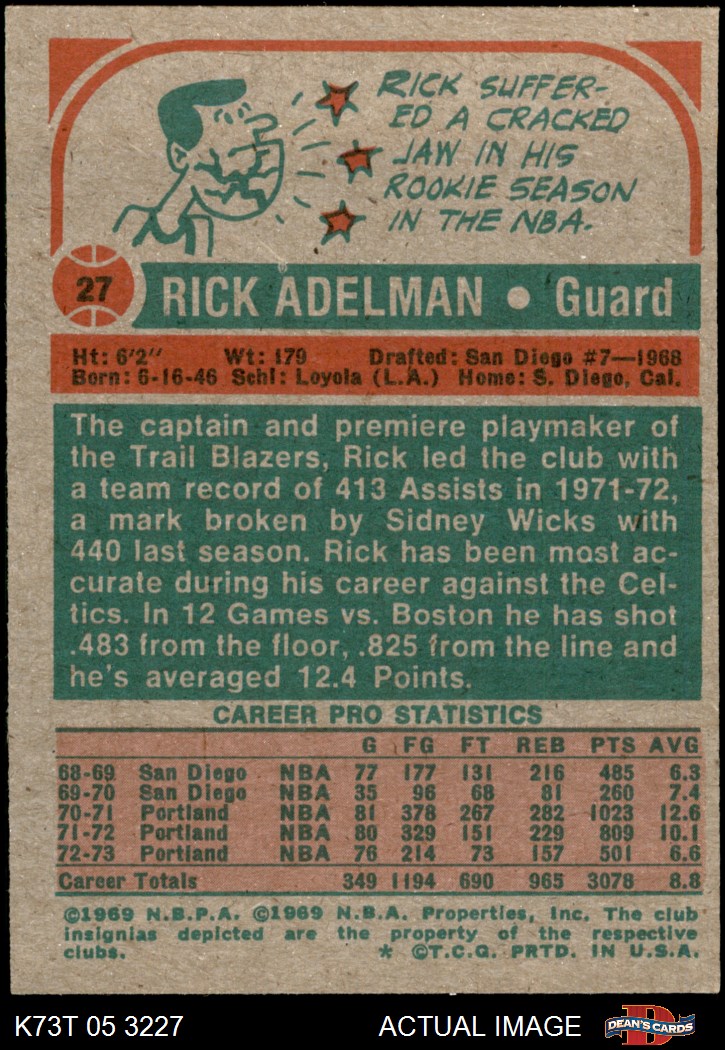 RICK SUFFER-
ED A CRACKED
JAW IN HIS
ROOKIE SEASON
IN THE NBA.
27
RICK ADELMAN • Guard
Ht: 6'2" Wt: 179 Drafted: San Diego #7—1968
Born: 6-16-46 Schl: Loyola (L.A.) Home: S. Diego, Cal.
The captain and premiere playmaker of
the Trail Blazers, Rick led the club with
a team record of 413 Assists in 1971-72,
a mark broken by Sidney Wicks with
440 last season. Rick has been most ac-
curate during his career against the Cel-
tics. In 12 Games vs. Boston he has shot
.483 from the floor, .825 from the line and
he's averaged 12.4 Points.
CAREER PRO STATISTICS
G FG FT REB PTS AVG
68-69 San Diego NBA 77 177 131 216 485 6.3
69-70 San Diego NBA 35 96 68 81 260 7.4
70-71 Portland NBA 81 378 267 282 1023 12.6
71-72 Portland NBA 80 329 151 229 809 10.1
72-73 Portland NBA 76 214 73 157 501 6.6
Career Totals 349 1194 690 965 3078 8.8
©1969 N.B.P.A. ©1969 N.B.A. Properties, Inc. The club
insignias depicted are the property of the respective
clubs. * ©T.C.G. PRTD. IN U.S.A.
K73T 05 3227 ACTUAL IMAGE
DEAN'S CARDS